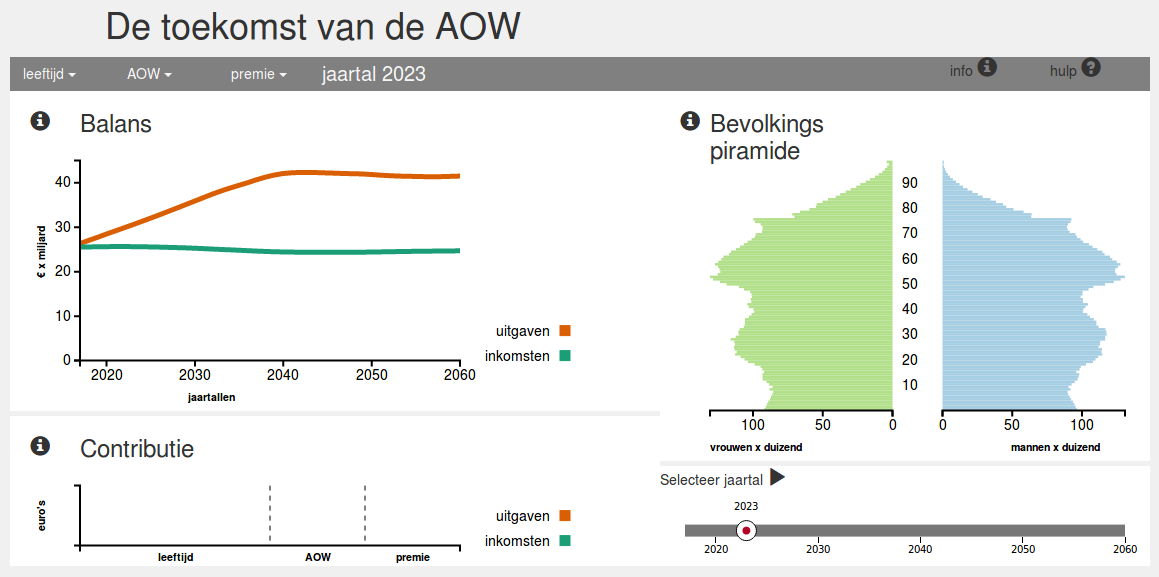 De toekomst van de AOW
leeftijd AOW premie jaartal 2023 info hulp
Balans
€ x miljard
40
30
20
10
0
2020 2030 2040 2050 2060
jaartallen
uitgaven
inkomsten
Bevolkings
piramide
90
80
70
60
50
40
30
20
10
100 50 0 0 50 100
vrouwen x duizend mannen x duizend
Contributie
euro's
leeftijd AOW premie
uitgaven
inkomsten
Selecteer jaartal
2023
2020 2030 2040 2050 2060